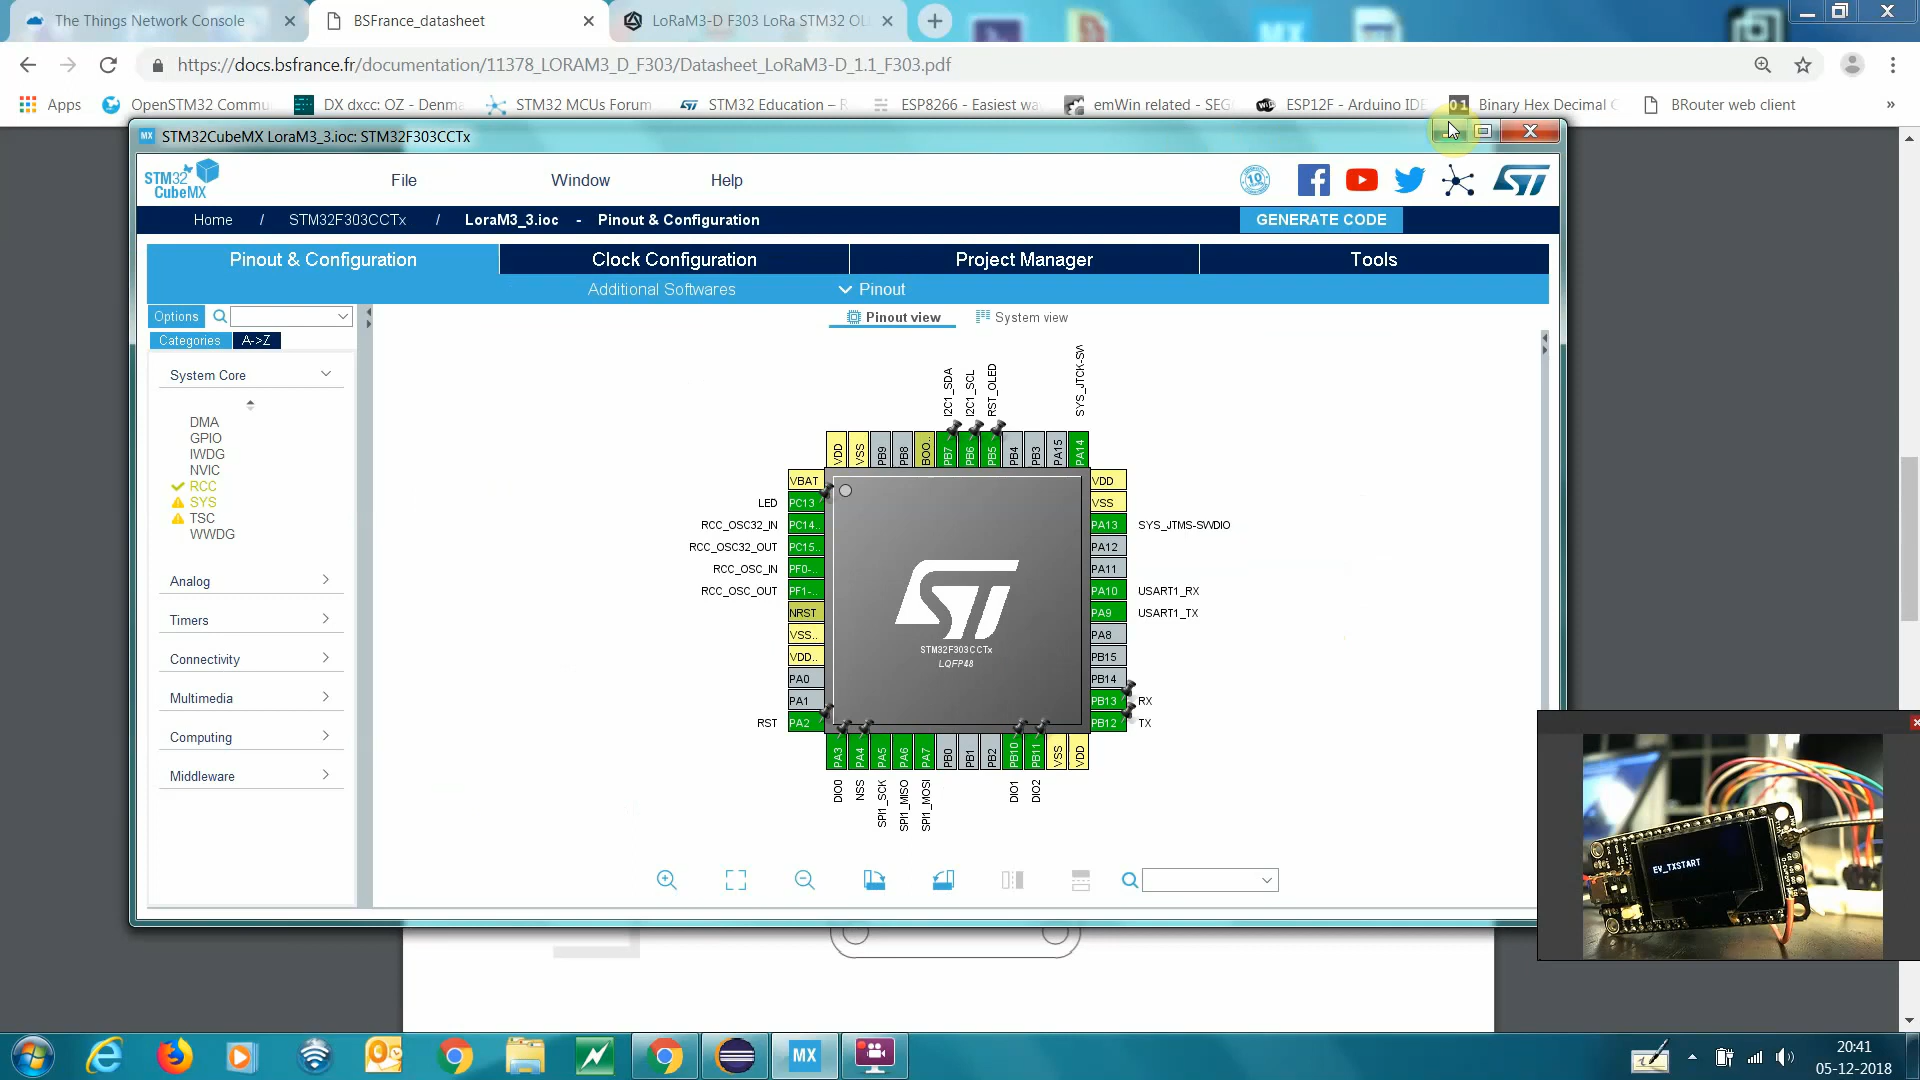 The Things Network Console
BSFrance_datasheet
LoRaM3-D F303 LoRa STM32 OL
https://docs.bsfrance.fr/documentation/11378_LORAM3_D_F303/Datasheet_LoRaM3-D_1.1_F303.pdf
Apps
OpenSTM32 Commu
DX dxcc: OZ - Denma
STM32 MCUs Forum
STM32 Education – R
ESP8266 - Easiest wa
emWin related - SEG
ESP12F - Arduino IDE
Binary Hex Decimal C
BRouter web client
»
MX STM32CubeMX LoraM3_3.ioc: STM32F303CCTx
STM32
CubeMX
File
Window
Help
10
Home / STM32F303CCTx / LoraM3_3.ioc - Pinout & Configuration
GENERATE CODE
Pinout & Configuration
Clock Configuration
Project Manager
Tools
Additional Softwares
Pinout
Options
Categories
A->Z
Pinout view
System view
System Core
DMA
GPIO
IWDG
NVIC
RCC
SYS
TSC
WWDG
Analog
Timers
Connectivity
Multimedia
Computing
Middleware
I2C1_SDA
I2C1_SCL
RST_OLED
SYS_JTCK-SW
VDD
VSS
PB9
PB8
BOO..
PB7
PB6
PB5
PB4
PB3
PA15
PA14
VBAT
LED PC13
RCC_OSC32_IN PC14..
RCC_OSC32_OUT PC15..
RCC_OSC_IN PF0-..
RCC_OSC_OUT PF1-..
NRST
VSS..
VDD..
PA0
PA1
RST PA2
STM32F303CCTx
LQFP48
VDD
VSS
PA13 SYS_JTMS-SWDIO
PA12
PA11
PA10 USART1_RX
PA9 USART1_TX
PA8
PB15
PB14
PB13 RX
PB12 TX
PA3
PA4
PA5
PA6
PA7
PB0
PB1
PB2
PB10
PB11
VSS
VDD
DIO0
NSS
SPI1_SCK
SPI1_MISO
SPI1_MOSI
DIO1
DIO2
EV_TXSTART
MX
20:41
05-12-2018